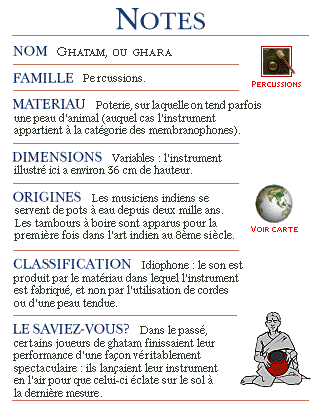 NOTES
NOM GHATAM, OU GHARA
PERCUSSIONS
FAMILLE Percussions.
MATERIAU Poterie, sur laquelle on tend parfois
une peau d'animal (auquel cas l'instrument
appartient à la catégorie des membranophones).
DIMENSIONS Variables : l'instrument
illustré ici a environ 36 cm de hauteur.
ORIGINES Les musiciens indiens se
servent de pots à eau depuis deux mille ans.
Les tambours à boire sont apparus pour la
première fois dans l'art indien au 8ème siècle.
VOIR CARTE
CLASSIFICATION Idiophone : le son est
produit par le matériau dans lequel l'instrument
est fabriqué, et non par l'utilisation de cordes
ou d'une peau tendue.
LE SAVIEZ-VOUS? Dans le passé,
certains joueurs de ghatam finissaient leur
performance d'une façon véritablement
spectaculaire : ils lançaient leur instrument
en l'air pour que celui-ci éclate sur le sol à
la dernière mesure.